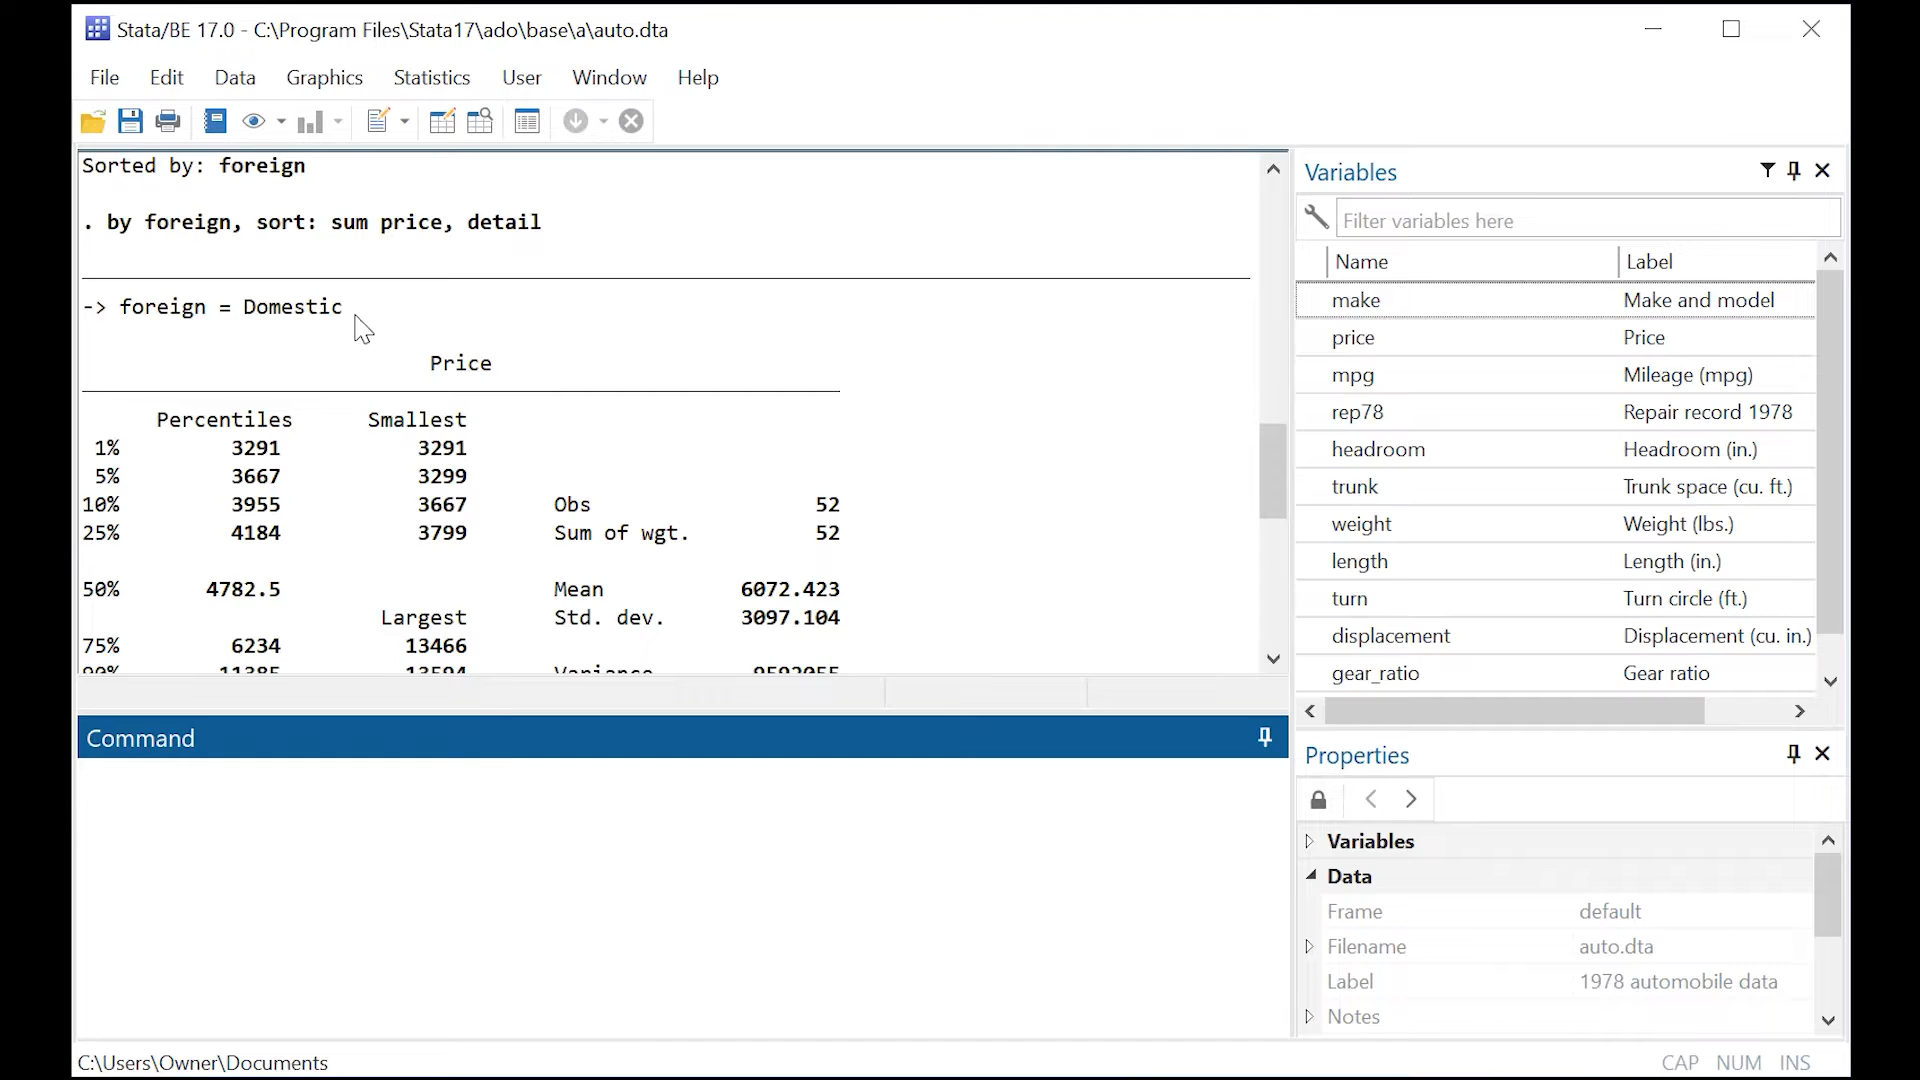 Stata/BE 17.0 - C:\Program Files\Stata17\ado\base\a\auto.dta
File Edit Data Graphics Statistics User Window Help
Sorted by: foreign
. by foreign, sort: sum price, detail
-> foreign = Domestic
Price
Percentiles Smallest
1% 3291 3291
5% 3667 3299
10% 3955 3667 Obs 52
25% 4184 3799 Sum of wgt. 52
50% 4782.5 Mean 6072.423
Largest Std. dev. 3097.104
75% 6234 13466
90% 11385 13594 Variance 9592055
Command
Variables
Filter variables here
Name Label
make Make and model
price Price
mpg Mileage (mpg)
rep78 Repair record 1978
headroom Headroom (in.)
trunk Trunk space (cu. ft.)
weight Weight (lbs.)
length Length (in.)
turn Turn circle (ft.)
displacement Displacement (cu. in.)
gear_ratio Gear ratio
Properties
Variables
Data
Frame default
Filename auto.dta
Label 1978 automobile data
Notes
C:\Users\Owner\Documents
CAP NUM INS